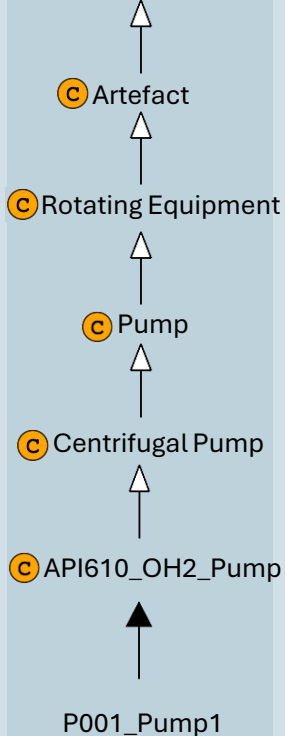 C Artefact
C Rotating Equipment
C Pump
C Centrifugal Pump
C API610_OH2_Pump
P001_Pump1